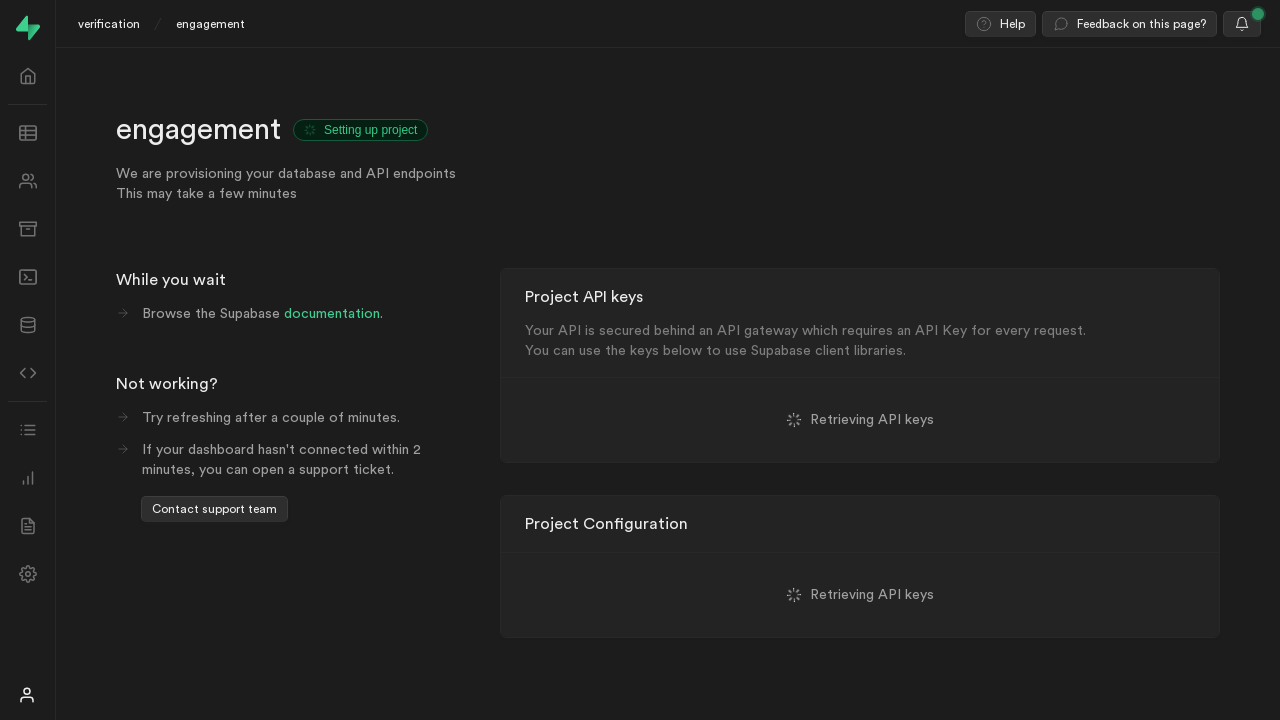 verification / engagement
Help
Feedback on this page?
engagement
Setting up project
We are provisioning your database and API endpoints
This may take a few minutes
While you wait
Browse the Supabase documentation.
Not working?
Try refreshing after a couple of minutes.
If your dashboard hasn't connected within 2
minutes, you can open a support ticket.
Contact support team
Project API keys
Your API is secured behind an API gateway which requires an API Key for every request.
You can use the keys below to use Supabase client libraries.
Retrieving API keys
Project Configuration
Retrieving API keys